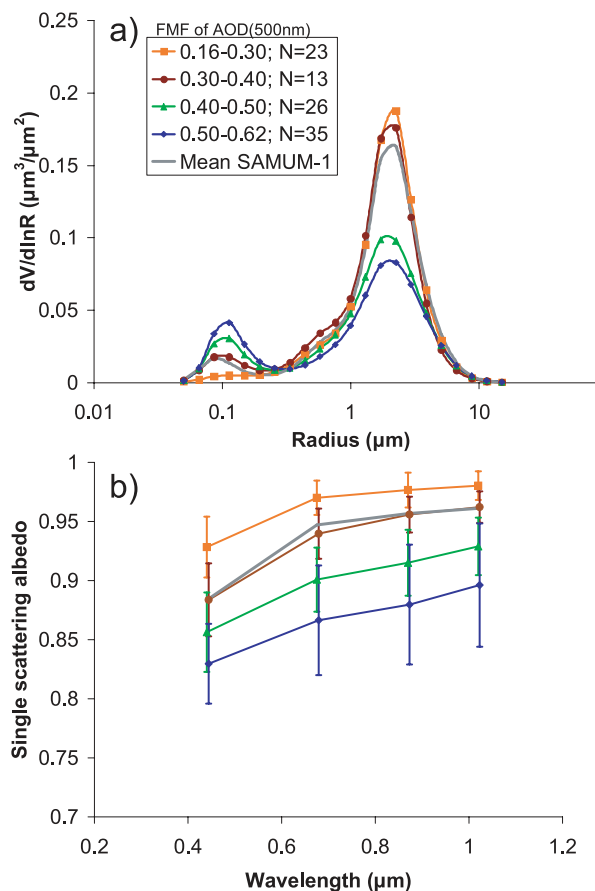 a)
FMF of AOD(500nm)
0.16-0.30; N=23
0.30-0.40; N=13
0.40-0.50; N=26
0.50-0.62; N=35
Mean SAMUM-1
0.25
0.2
0.15
0.1
0.05
0
dV/dlnR (µm³/µm²)
0.01
0.1
1
10
Radius (µm)
b)
1
0.95
0.9
0.85
0.8
0.75
0.7
Single scattering albedo
0.2
0.4
0.6
0.8
1
1.2
Wavelength (µm)